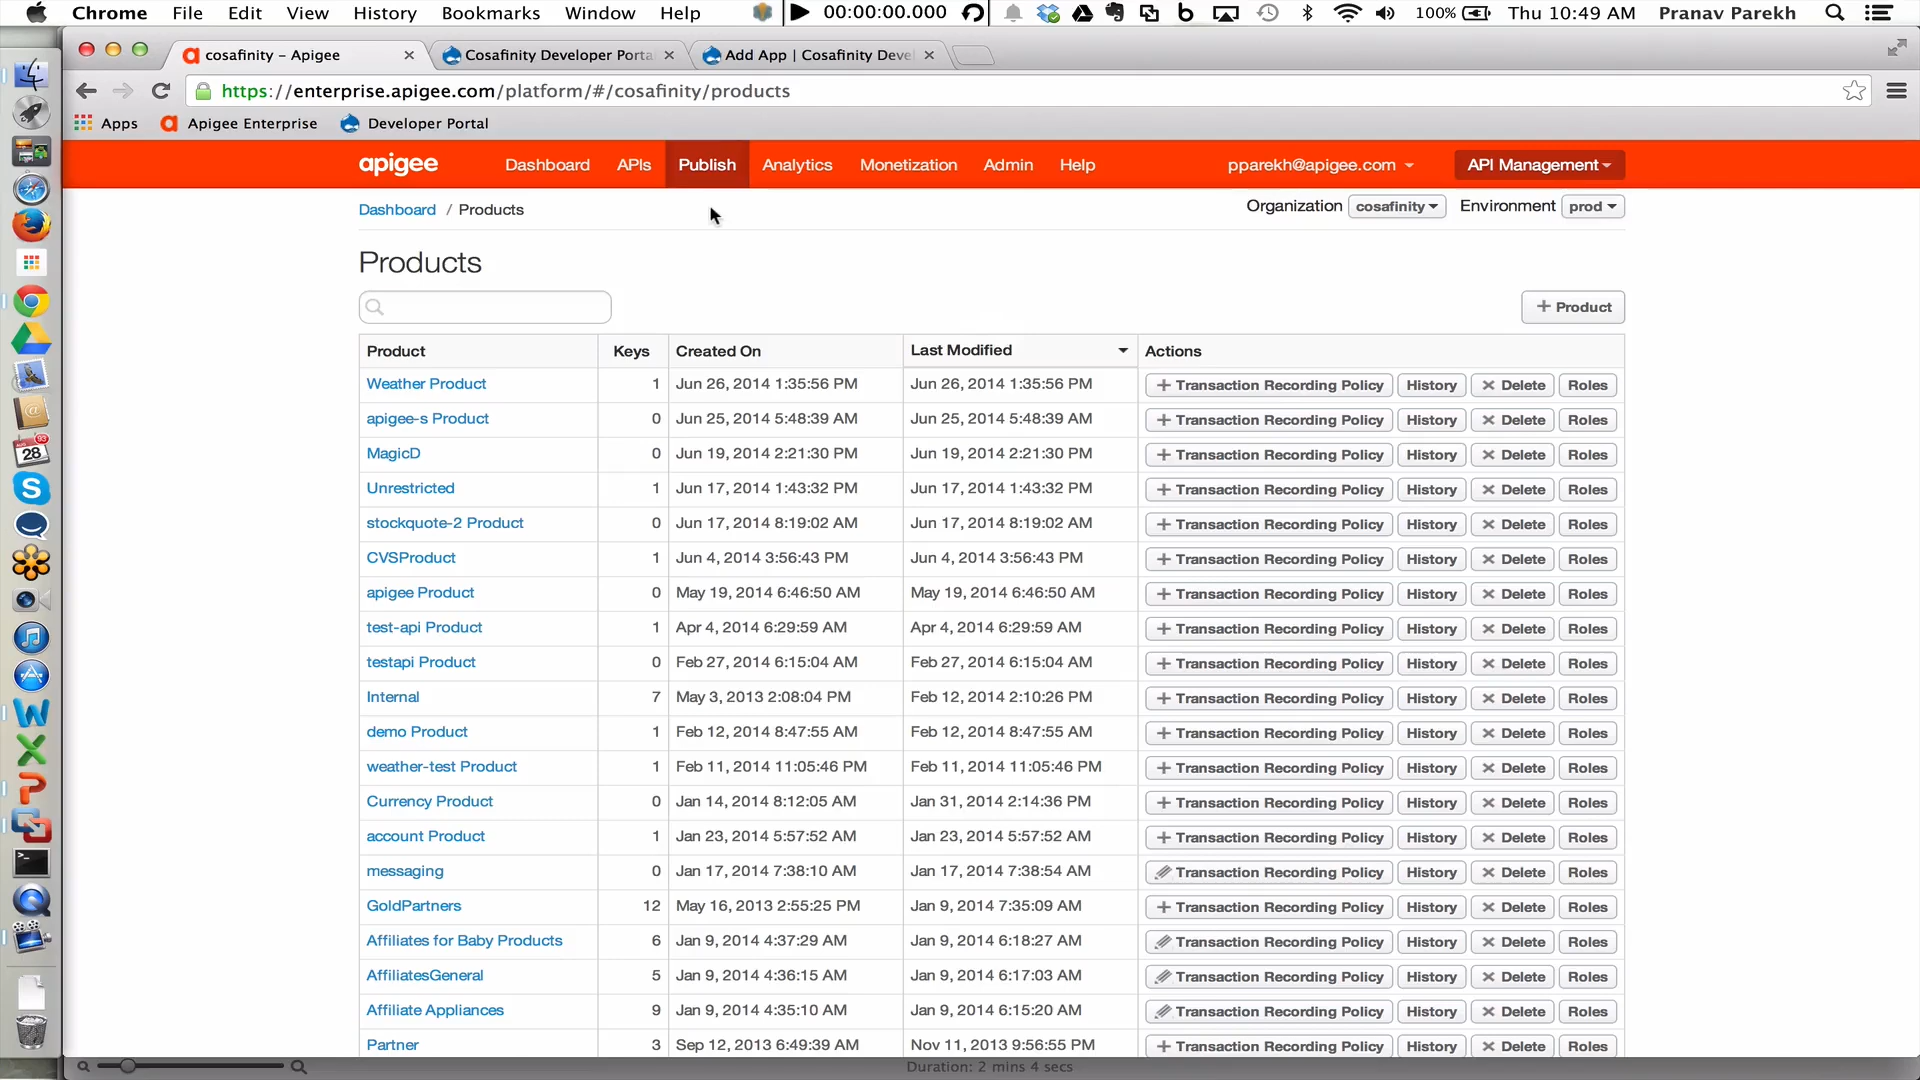 Chrome File Edit View History Bookmarks Window Help 00:00:00.000 100% Thu 10:49 AM Pranav Parekh
cosafinity – Apigee Cosafinity Developer Porta Add App | Cosafinity Deve
https://enterprise.apigee.com/platform/#/cosafinity/products
Apps Apigee Enterprise Developer Portal
apigee Dashboard APIs Publish Analytics Monetization Admin Help pparekh@apigee.com API Management
Dashboard / Products Organization cosafinity Environment prod
Products
+ Product
Product Keys Created On Last Modified Actions
Weather Product 1 Jun 26, 2014 1:35:56 PM Jun 26, 2014 1:35:56 PM + Transaction Recording Policy History × Delete Roles
apigee-s Product 0 Jun 25, 2014 5:48:39 AM Jun 25, 2014 5:48:39 AM + Transaction Recording Policy History × Delete Roles
MagicD 0 Jun 19, 2014 2:21:30 PM Jun 19, 2014 2:21:30 PM + Transaction Recording Policy History × Delete Roles
Unrestricted 1 Jun 17, 2014 1:43:32 PM Jun 17, 2014 1:43:32 PM + Transaction Recording Policy History × Delete Roles
stockquote-2 Product 0 Jun 17, 2014 8:19:02 AM Jun 17, 2014 8:19:02 AM + Transaction Recording Policy History × Delete Roles
CVSProduct 1 Jun 4, 2014 3:56:43 PM Jun 4, 2014 3:56:43 PM + Transaction Recording Policy History × Delete Roles
apigee Product 0 May 19, 2014 6:46:50 AM May 19, 2014 6:46:50 AM + Transaction Recording Policy History × Delete Roles
test-api Product 1 Apr 4, 2014 6:29:59 AM Apr 4, 2014 6:29:59 AM + Transaction Recording Policy History × Delete Roles
testapi Product 0 Feb 27, 2014 6:15:04 AM Feb 27, 2014 6:15:04 AM + Transaction Recording Policy History × Delete Roles
Internal 7 May 3, 2013 2:08:04 PM Feb 12, 2014 2:10:26 PM + Transaction Recording Policy History × Delete Roles
demo Product 1 Feb 12, 2014 8:47:55 AM Feb 12, 2014 8:47:55 AM + Transaction Recording Policy History × Delete Roles
weather-test Product 1 Feb 11, 2014 11:05:46 PM Feb 11, 2014 11:05:46 PM + Transaction Recording Policy History × Delete Roles
Currency Product 0 Jan 14, 2014 8:12:05 AM Jan 31, 2014 2:14:36 PM + Transaction Recording Policy History × Delete Roles
account Product 1 Jan 23, 2014 5:57:52 AM Jan 23, 2014 5:57:52 AM + Transaction Recording Policy History × Delete Roles
messaging 0 Jan 17, 2014 7:38:10 AM Jan 17, 2014 7:38:54 AM Transaction Recording Policy History × Delete Roles
GoldPartners 12 May 16, 2013 2:55:25 PM Jan 9, 2014 7:35:09 AM + Transaction Recording Policy History × Delete Roles
Affiliates for Baby Products 6 Jan 9, 2014 4:37:29 AM Jan 9, 2014 6:18:27 AM Transaction Recording Policy History × Delete Roles
AffiliatesGeneral 5 Jan 9, 2014 4:36:15 AM Jan 9, 2014 6:17:03 AM Transaction Recording Policy History × Delete Roles
Affiliate Appliances 9 Jan 9, 2014 4:35:10 AM Jan 9, 2014 6:15:20 AM Transaction Recording Policy History × Delete Roles
Partner 3 Sep 12, 2013 6:49:39 AM Nov 11, 2013 9:56:55 PM + Transaction Recording Policy History × Delete Roles
Duration: 2 mins 4 secs